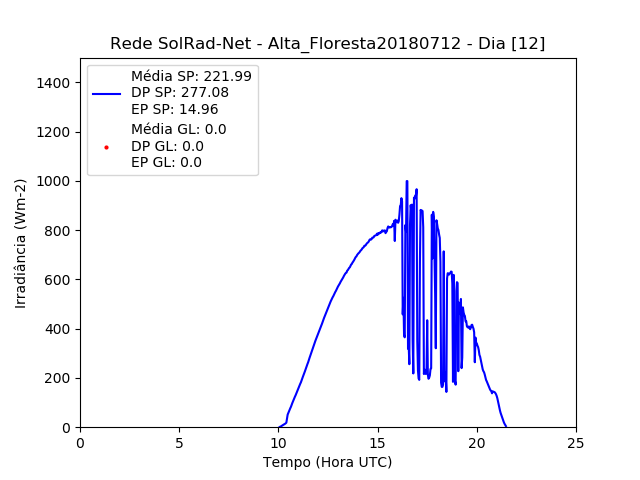 Rede SolRad-Net - Alta_Floresta20180712 - Dia [12]
Média SP: 221.99
DP SP: 277.08
EP SP: 14.96
Média GL: 0.0
DP GL: 0.0
EP GL: 0.0
1400
1200
1000
800
600
400
200
0
Irradiância (Wm-2)
0 5 10 15 20 25
Tempo (Hora UTC)